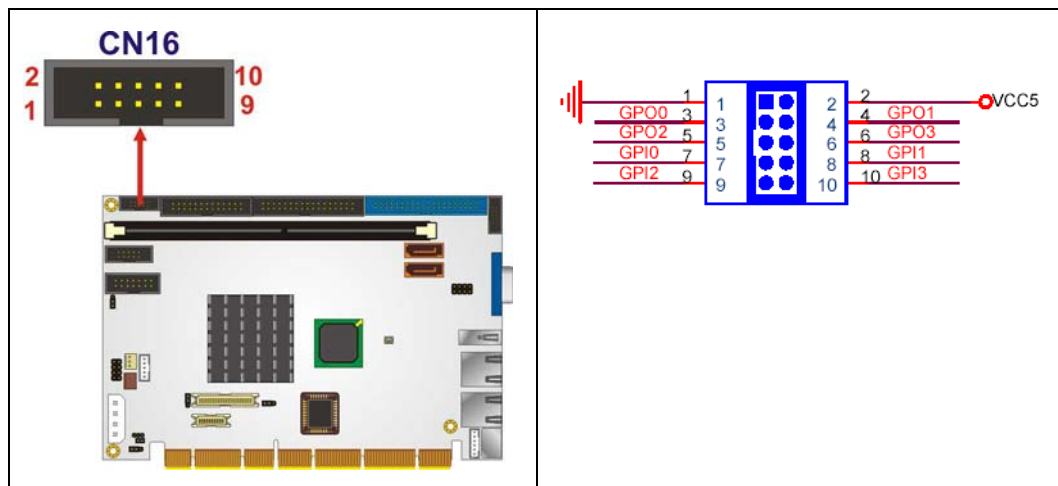 CN16
2 10
1 9
1 1 2 2 VCC5
GPO0 3 3 4 4 GPO1
GPO2 5 5 6 6 GPO3
GPI0 7 7 8 8 GPI1
GPI2 9 9 10 10 GPI3